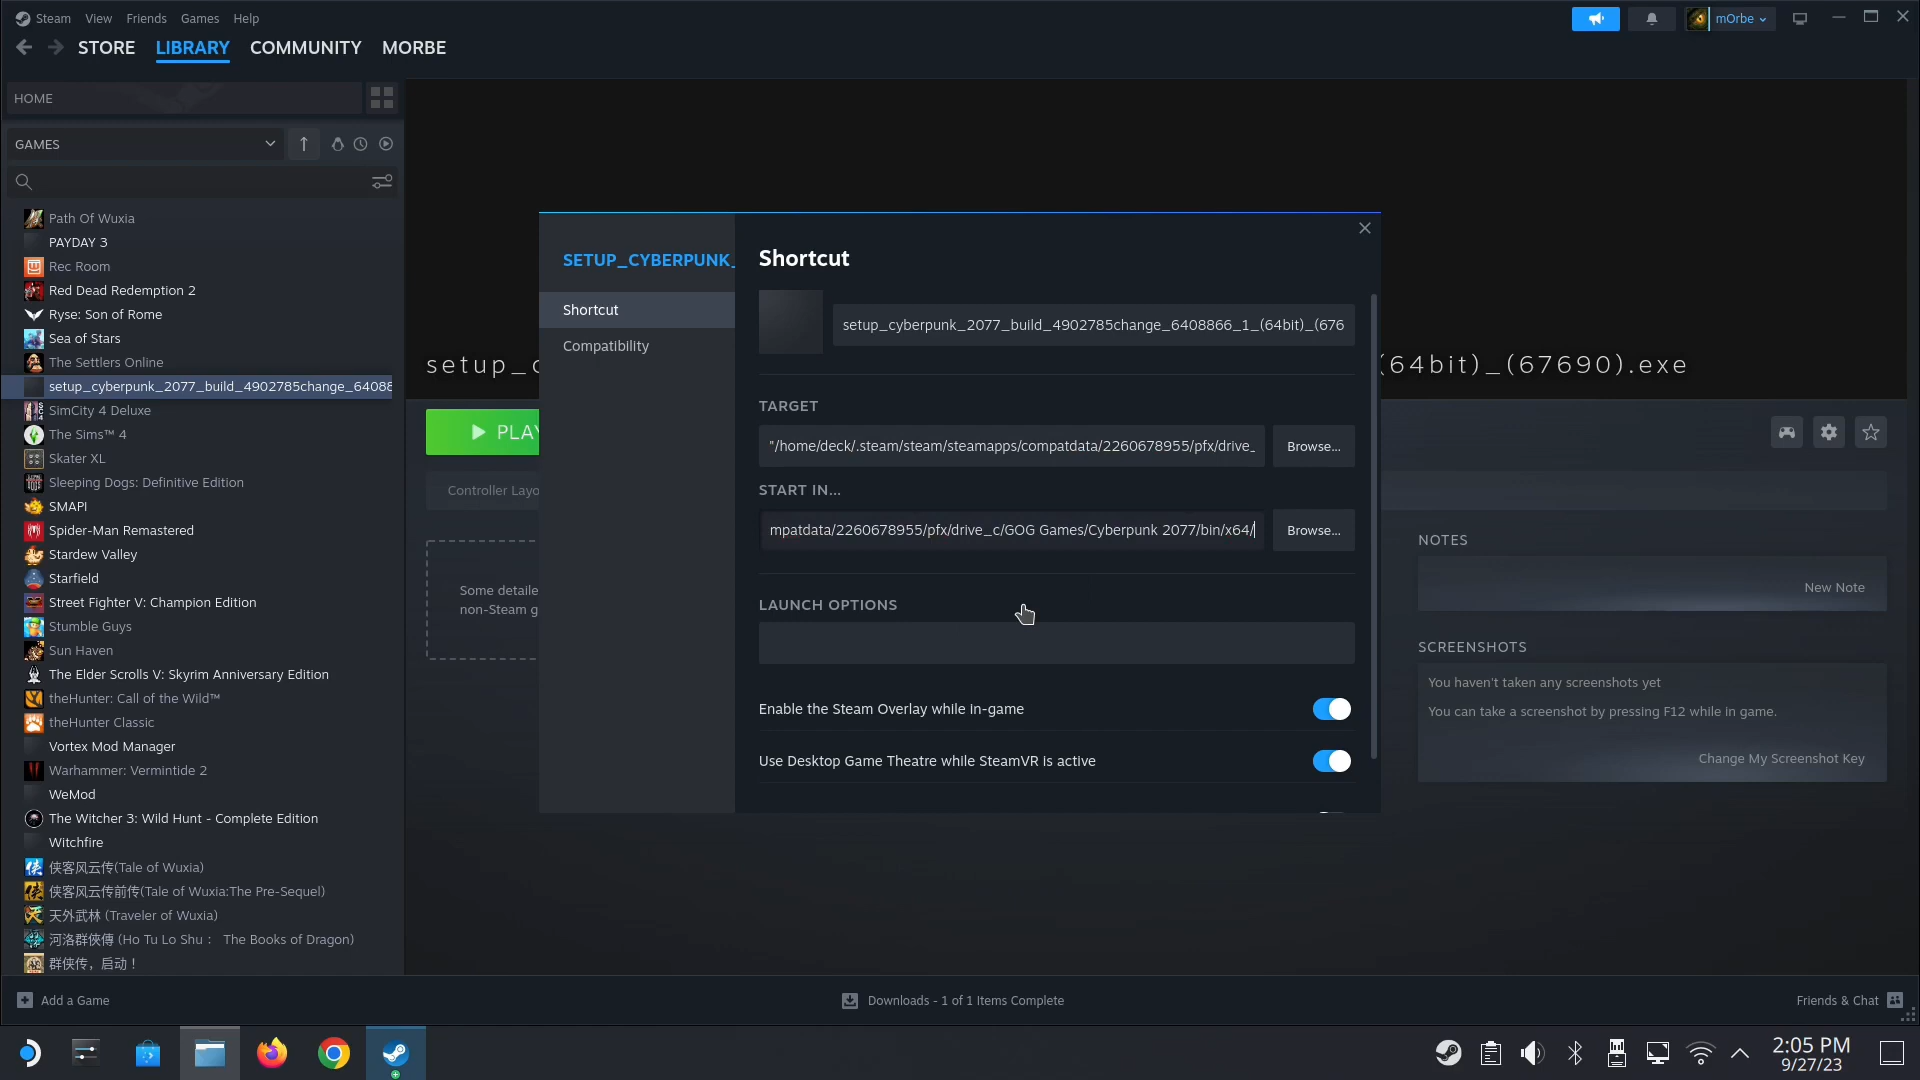 Steam View Friends Games Help
mOrbe
STORE LIBRARY COMMUNITY MORBE
HOME
GAMES
Path Of Wuxia
PAYDAY 3
Rec Room
Red Dead Redemption 2
Ryse: Son of Rome
Sea of Stars
The Settlers Online
setup_cyberpunk_2077_build_4902785change_64088
SimCity 4 Deluxe
The Sims™ 4
Skater XL
Sleeping Dogs: Definitive Edition
SMAPI
Spider-Man Remastered
Stardew Valley
Starfield
Street Fighter V: Champion Edition
Stumble Guys
Sun Haven
The Elder Scrolls V: Skyrim Anniversary Edition
theHunter: Call of the Wild™
theHunter Classic
Vortex Mod Manager
Warhammer: Vermintide 2
WeMod
The Witcher 3: Wild Hunt - Complete Edition
Witchfire
侠客风云传(Tale of Wuxia)
侠客风云传前传(Tale of Wuxia:The Pre-Sequel)
天外武林 (Traveler of Wuxia)
河洛群俠傳 (Ho Tu Lo Shu： The Books of Dragon)
群侠传，启动！
setup_c
(64bit)_(67690).exe
PLAY
Controller Layo
Some detaile
non-Steam g
SETUP_CYBERPUNK_
Shortcut
Compatibility
Shortcut
setup_cyberpunk_2077_build_4902785change_6408866_1_(64bit)_(676
TARGET
"/home/deck/.steam/steam/steamapps/compatdata/2260678955/pfx/drive_
Browse...
START IN...
mpatdata/2260678955/pfx/drive_c/GOG Games/Cyberpunk 2077/bin/x64/
Browse...
LAUNCH OPTIONS
Enable the Steam Overlay while in-game
Use Desktop Game Theatre while SteamVR is active
NOTES
New Note
SCREENSHOTS
You haven't taken any screenshots yet
You can take a screenshot by pressing F12 while in game.
Change My Screenshot Key
Add a Game
Downloads - 1 of 1 Items Complete
Friends & Chat
2:05 PM
9/27/23